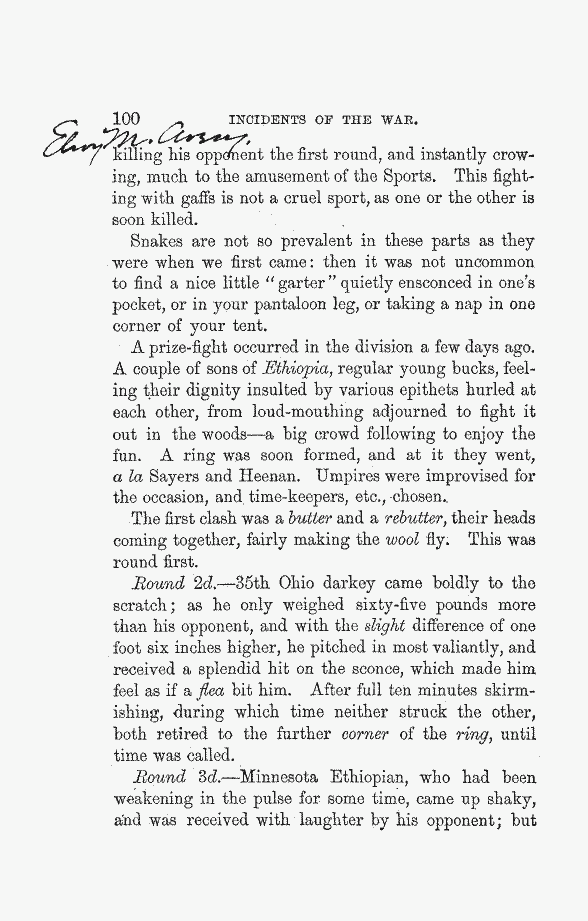 100 INCIDENTS OF THE WAR.
Elroy M. Avery.
killing his opponent the first round, and instantly crow-
ing, much to the amusement of the Sports. This fight-
ing with gaffs is not a cruel sport, as one or the other is
soon killed.
Snakes are not so prevalent in these parts as they
were when we first came: then it was not uncommon
to find a nice little "garter" quietly ensconced in one's
pocket, or in your pantaloon leg, or taking a nap in one
corner of your tent.
A prize-fight occurred in the division a few days ago.
A couple of sons of Ethiopia, regular young bucks, feel-
ing their dignity insulted by various epithets hurled at
each other, from loud-mouthing adjourned to fight it
out in the woods—a big crowd following to enjoy the
fun. A ring was soon formed, and at it they went,
a la Sayers and Heenan. Umpires were improvised for
the occasion, and time-keepers, etc., chosen.
The first clash was a butter and a rebutter, their heads
coming together, fairly making the wool fly. This was
round first.
Round 2d.—35th Ohio darkey came boldly to the
scratch; as he only weighed sixty-five pounds more
than his opponent, and with the slight difference of one
foot six inches higher, he pitched in most valiantly, and
received a splendid hit on the sconce, which made him
feel as if a flea bit him. After full ten minutes skirm-
ishing, during which time neither struck the other,
both retired to the further corner of the ring, until
time was called.
Round 3d.—Minnesota Ethiopian, who had been
weakening in the pulse for some time, came up shaky,
and was received with laughter by his opponent; but